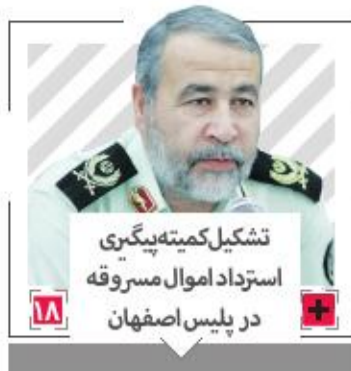 تشکیل‌کمیته‌پیگیری
استرداد اموال مسروقه
در پلیس اصفهان
۱۸